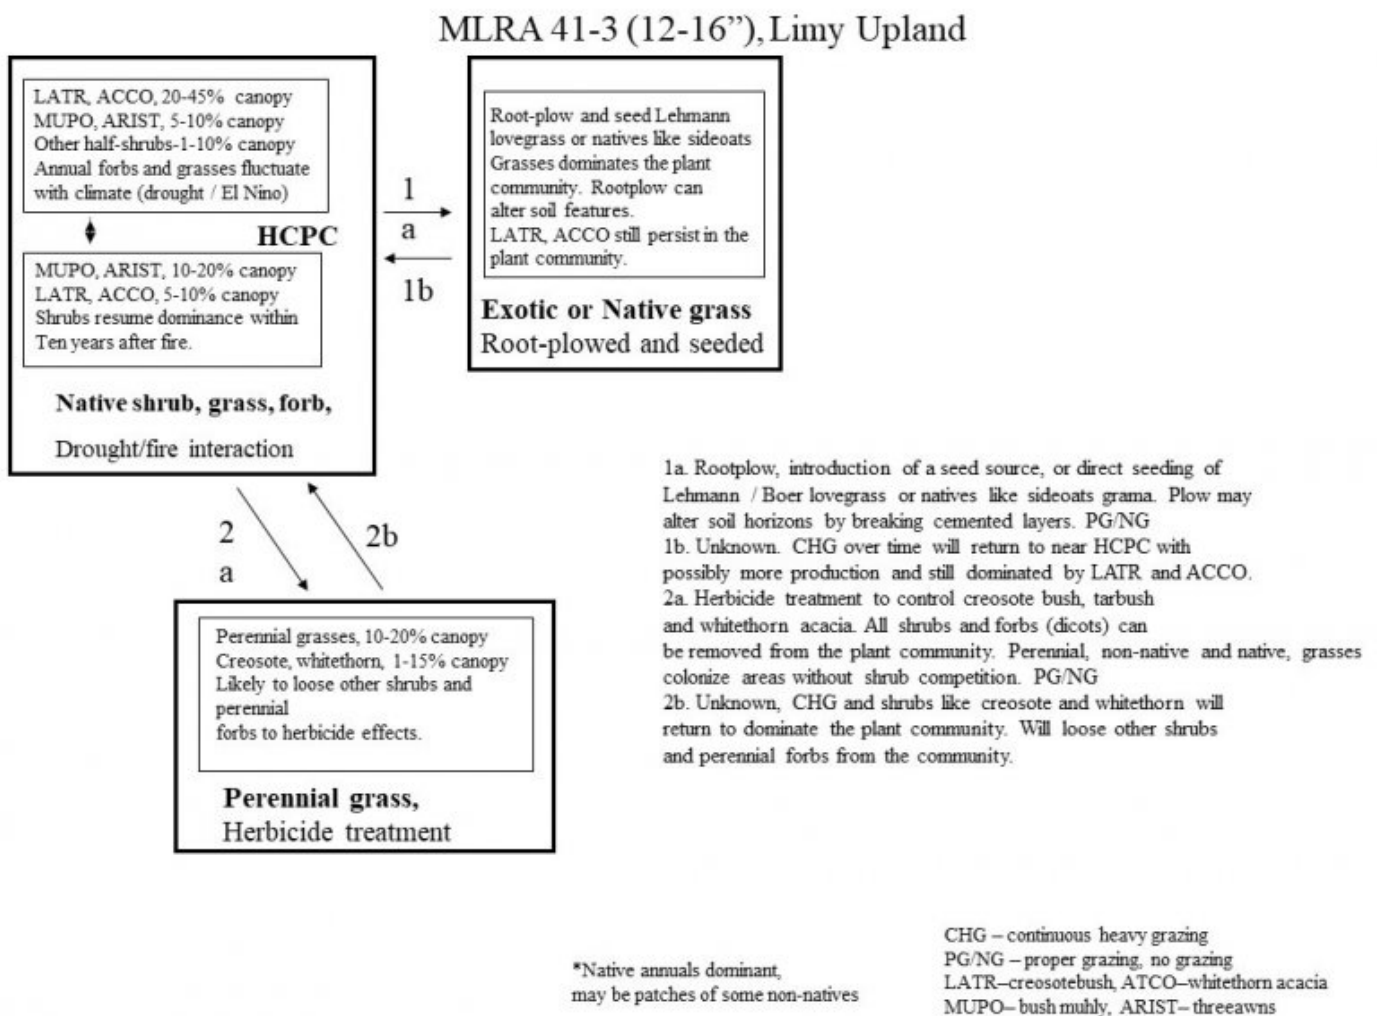 MLRA 41-3 (12-16”), Limy Upland
LATR, ACCO, 20-45% canopy
MUPO, ARIST, 5-10% canopy
Other half-shrubs-1-10% canopy
Annual forbs and grasses fluctuate
with climate (drought / El Nino)
HCPC
MUPO, ARIST, 10-20% canopy
LATR, ACCO, 5-10% canopy
Shrubs resume dominance within
Ten years after fire.
Native shrub, grass, forb,
Drought/fire interaction
1
a
1b
Root-plow and seed Lehmann
lovegrass or natives like sideoats
Grasses dominates the plant
community. Rootplow can
alter soil features.
LATR, ACCO still persist in the
plant community.
Exotic or Native grass
Root-plowed and seeded
2
a
2b
Perennial grasses, 10-20% canopy
Creosote, whitethorn, 1-15% canopy
Likely to loose other shrubs and
perennial
forbs to herbicide effects.
Perennial grass,
Herbicide treatment
1a. Rootplow, introduction of a seed source, or direct seeding of
Lehmann / Boer lovegrass or natives like sideoats grama. Plow may
alter soil horizons by breaking cemented layers. PG/NG
1b. Unknown. CHG over time will return to near HCPC with
possibly more production and still dominated by LATR and ACCO.
2a. Herbicide treatment to control creosote bush, tarbush
and whitethorn acacia. All shrubs and forbs (dicots) can
be removed from the plant community. Perennial, non-native and native, grasses
colonize areas without shrub competition. PG/NG
2b. Unknown, CHG and shrubs like creosote and whitethorn will
return to dominate the plant community. Will loose other shrubs
and perennial forbs from the community.
*Native annuals dominant,
may be patches of some non-natives
CHG – continuous heavy grazing
PG/NG – proper grazing, no grazing
LATR–creosotebush, ATCO–whitethorn acacia
MUPO– bush muhly, ARIST– threeawns